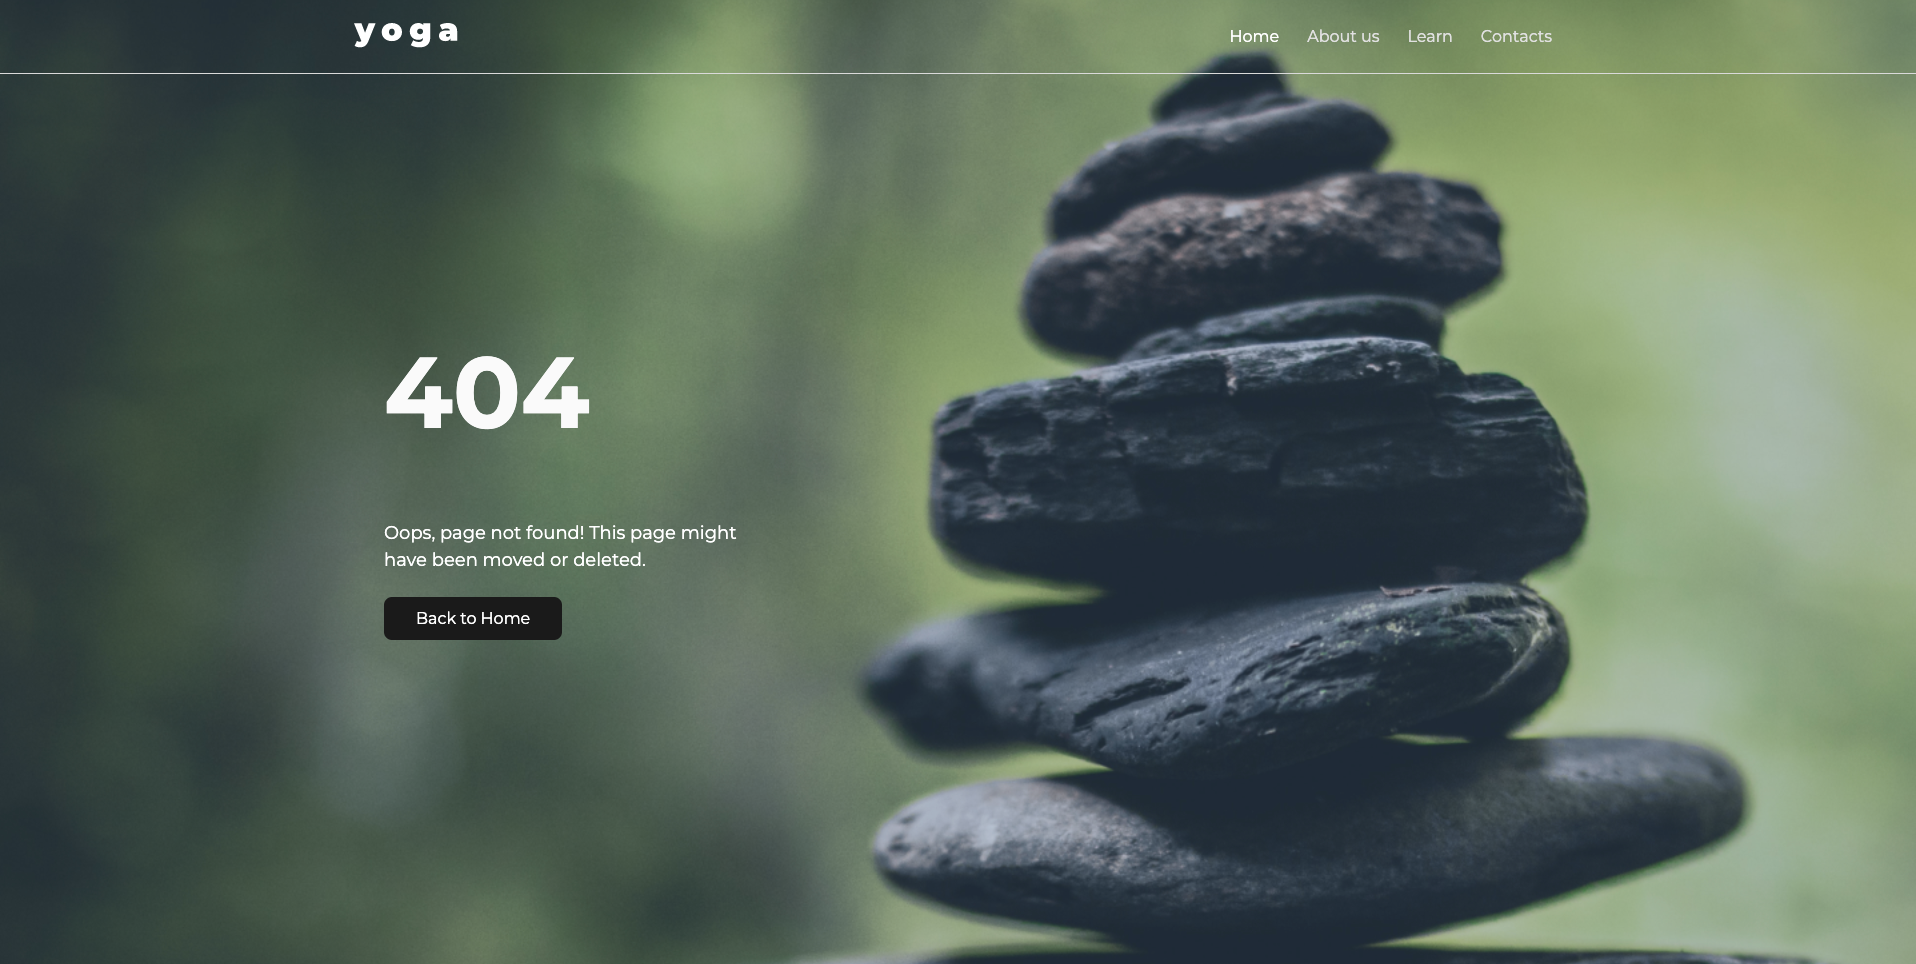 yoga
Home About us Learn Contacts
404
Oops, page not found! This page might
have been moved or deleted.
Back to Home